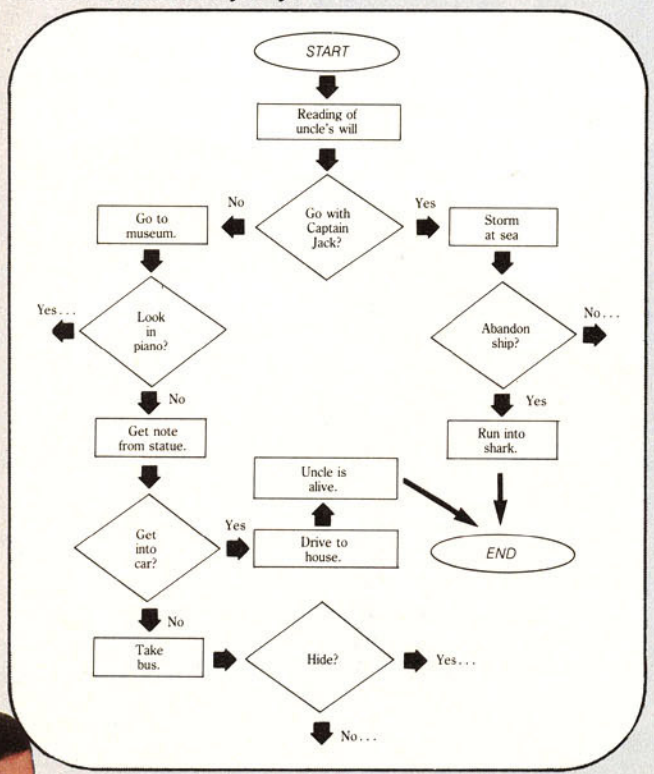 START
Reading of
uncle's will
Go with
Captain
Jack?
No
Yes
Go to
museum.
Storm
at sea
Look
in
piano?
Yes...
Abandon
ship?
No...
No
Yes
Get note
from statue.
Run into
shark.
Uncle is
alive.
Get
into
car?
Yes
Drive to
house.
END
No
Take
bus.
Hide?
Yes...
No...